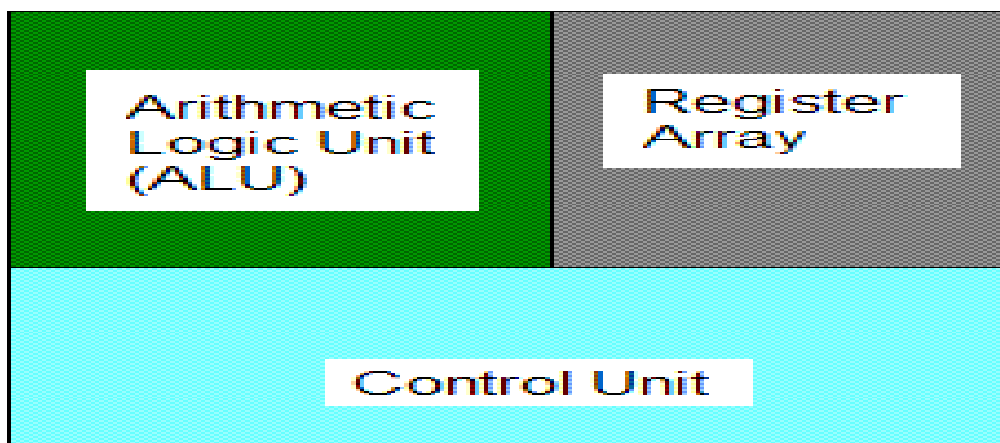 Arithmetic
Logic Unit
(ALU)
Register
Array
Control Unit